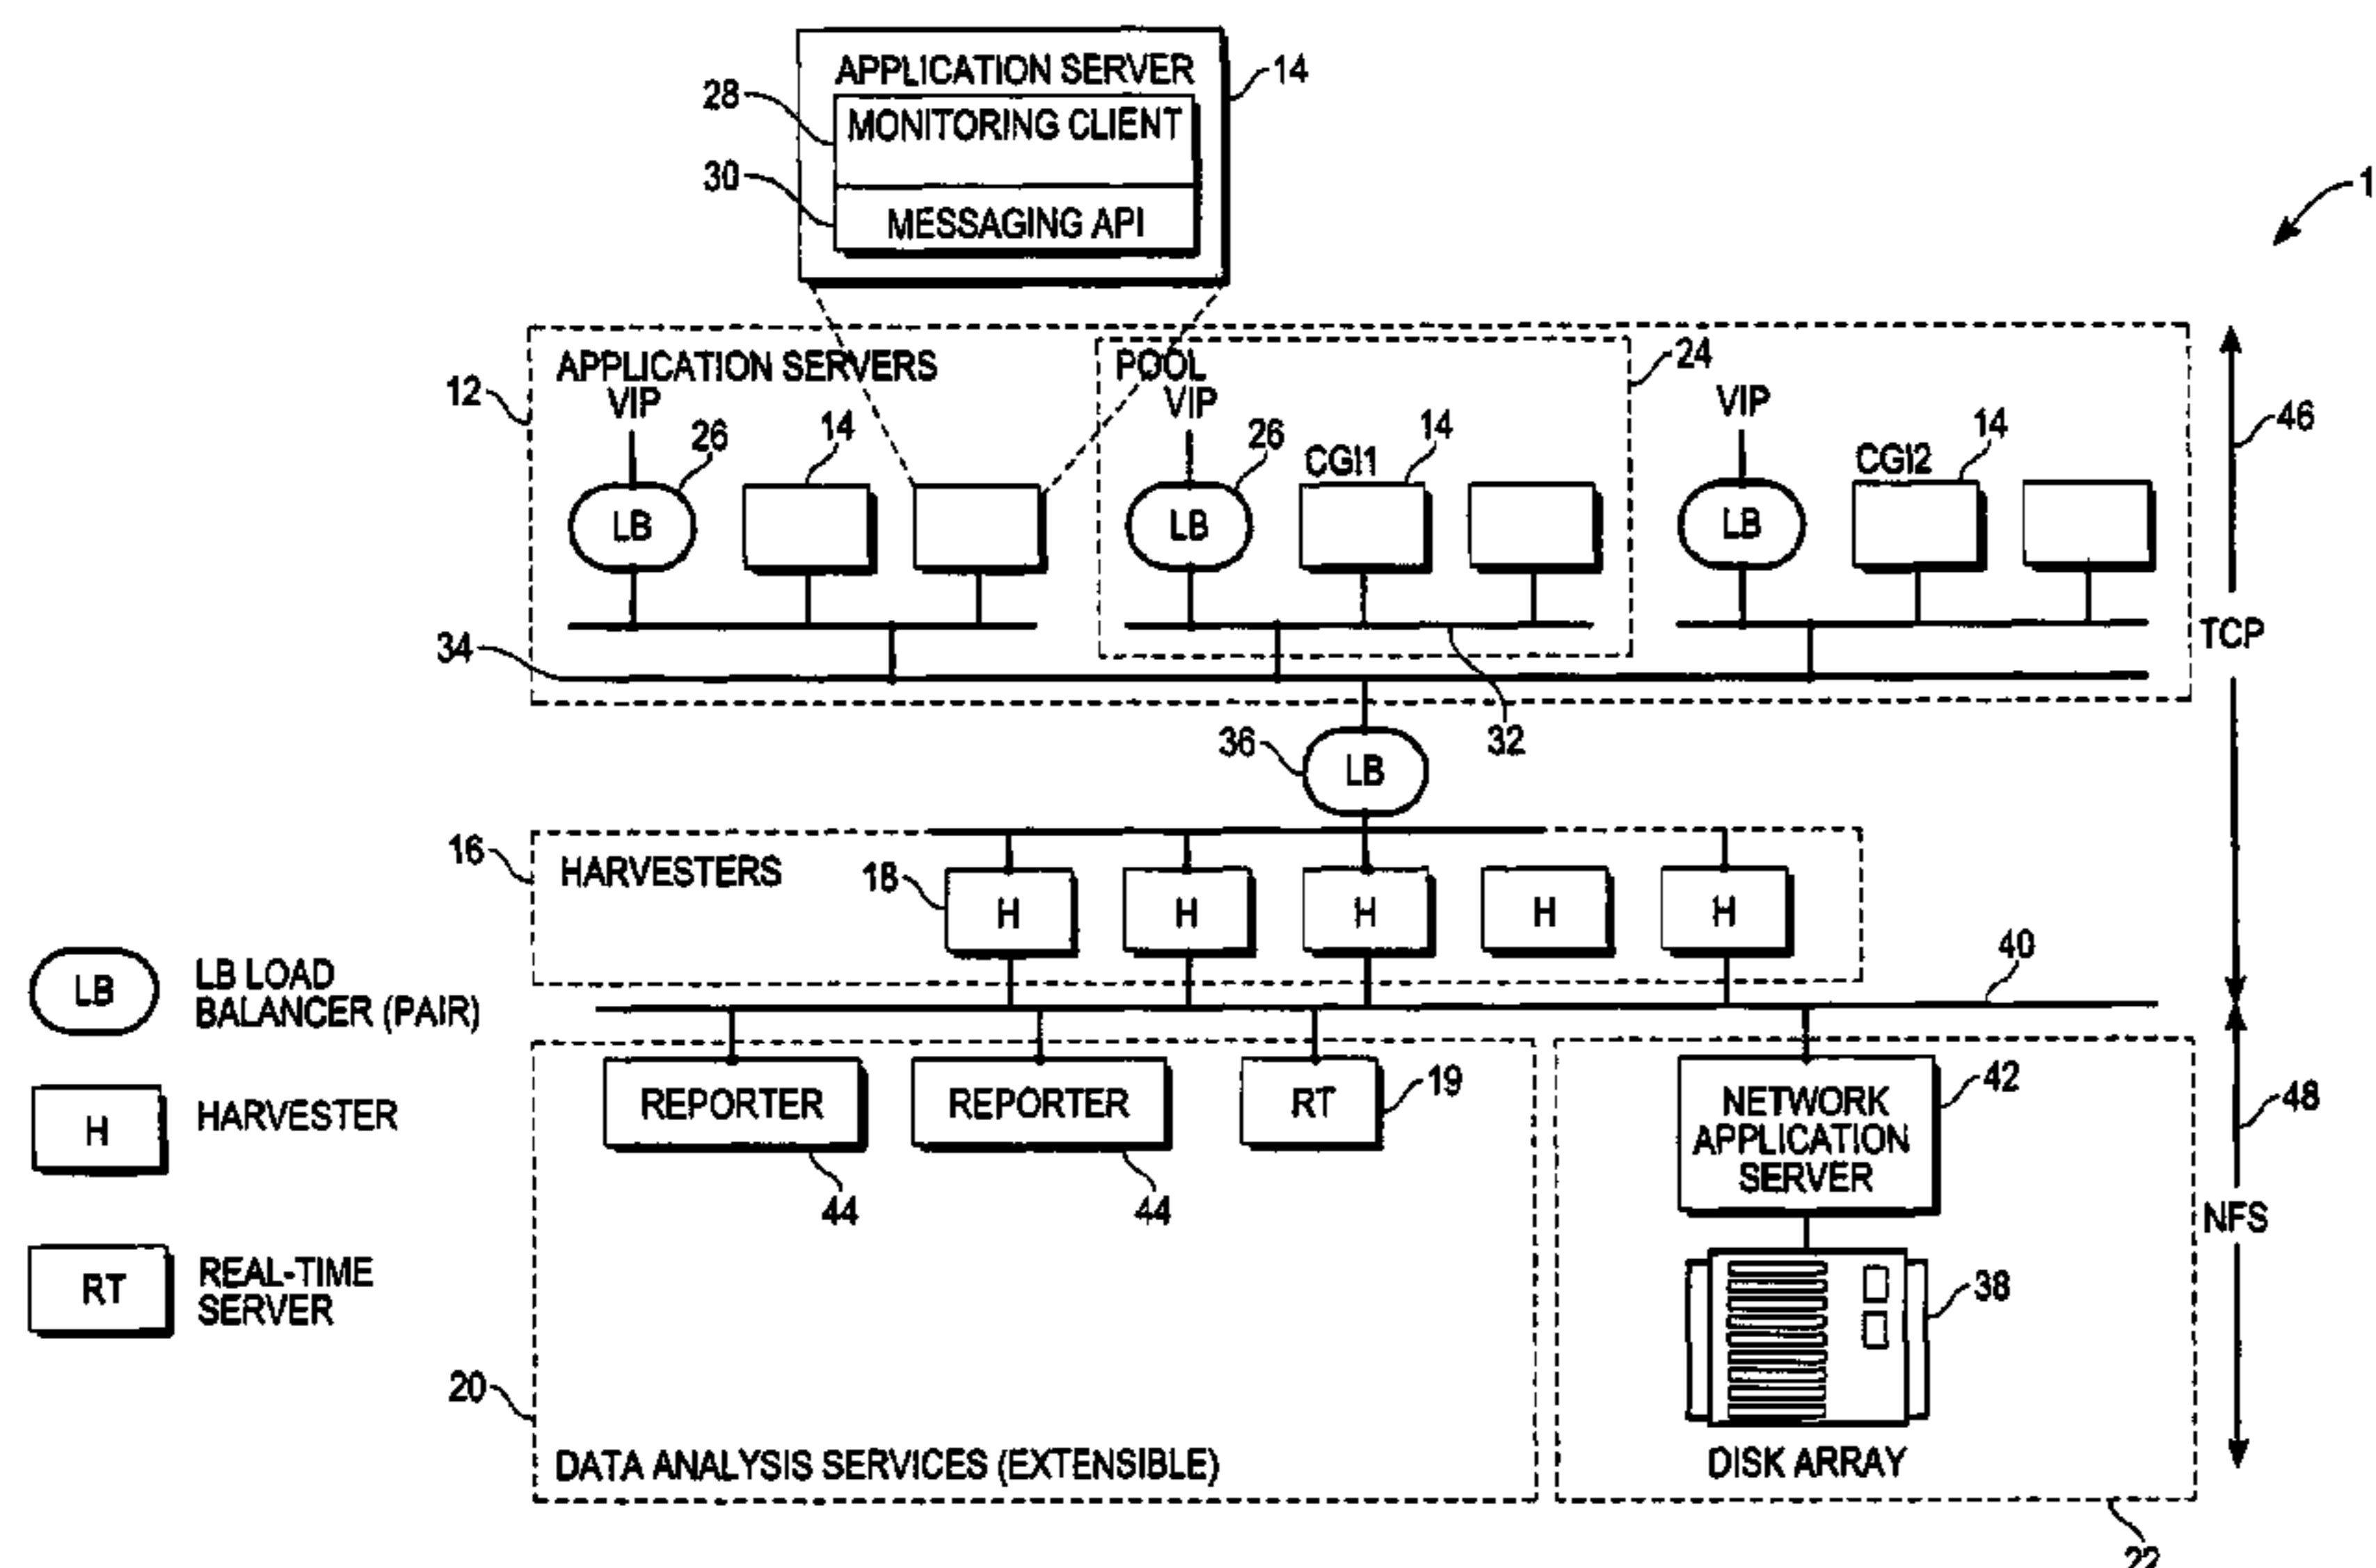 APPLICATION SERVER
14
28
MONITORING CLIENT
30
MESSAGING API
1
APPLICATION SERVERS
POOL
24
12
VIP
VIP
VIP
46
26
14
26
CGI1
14
CGI2
14
LB
LB
LB
34
TCP
36
LB
32
16
HARVESTERS
18
H
H
H
H
H
40
LB
LB LOAD
BALANCER (PAIR)
H
HARVESTER
RT
REAL-TIME
SERVER
REPORTER
REPORTER
RT
19
44
44
NETWORK
APPLICATION
SERVER
42
48
NFS
38
20
DATA ANALYSIS SERVICES (EXTENSIBLE)
DISK ARRAY
22